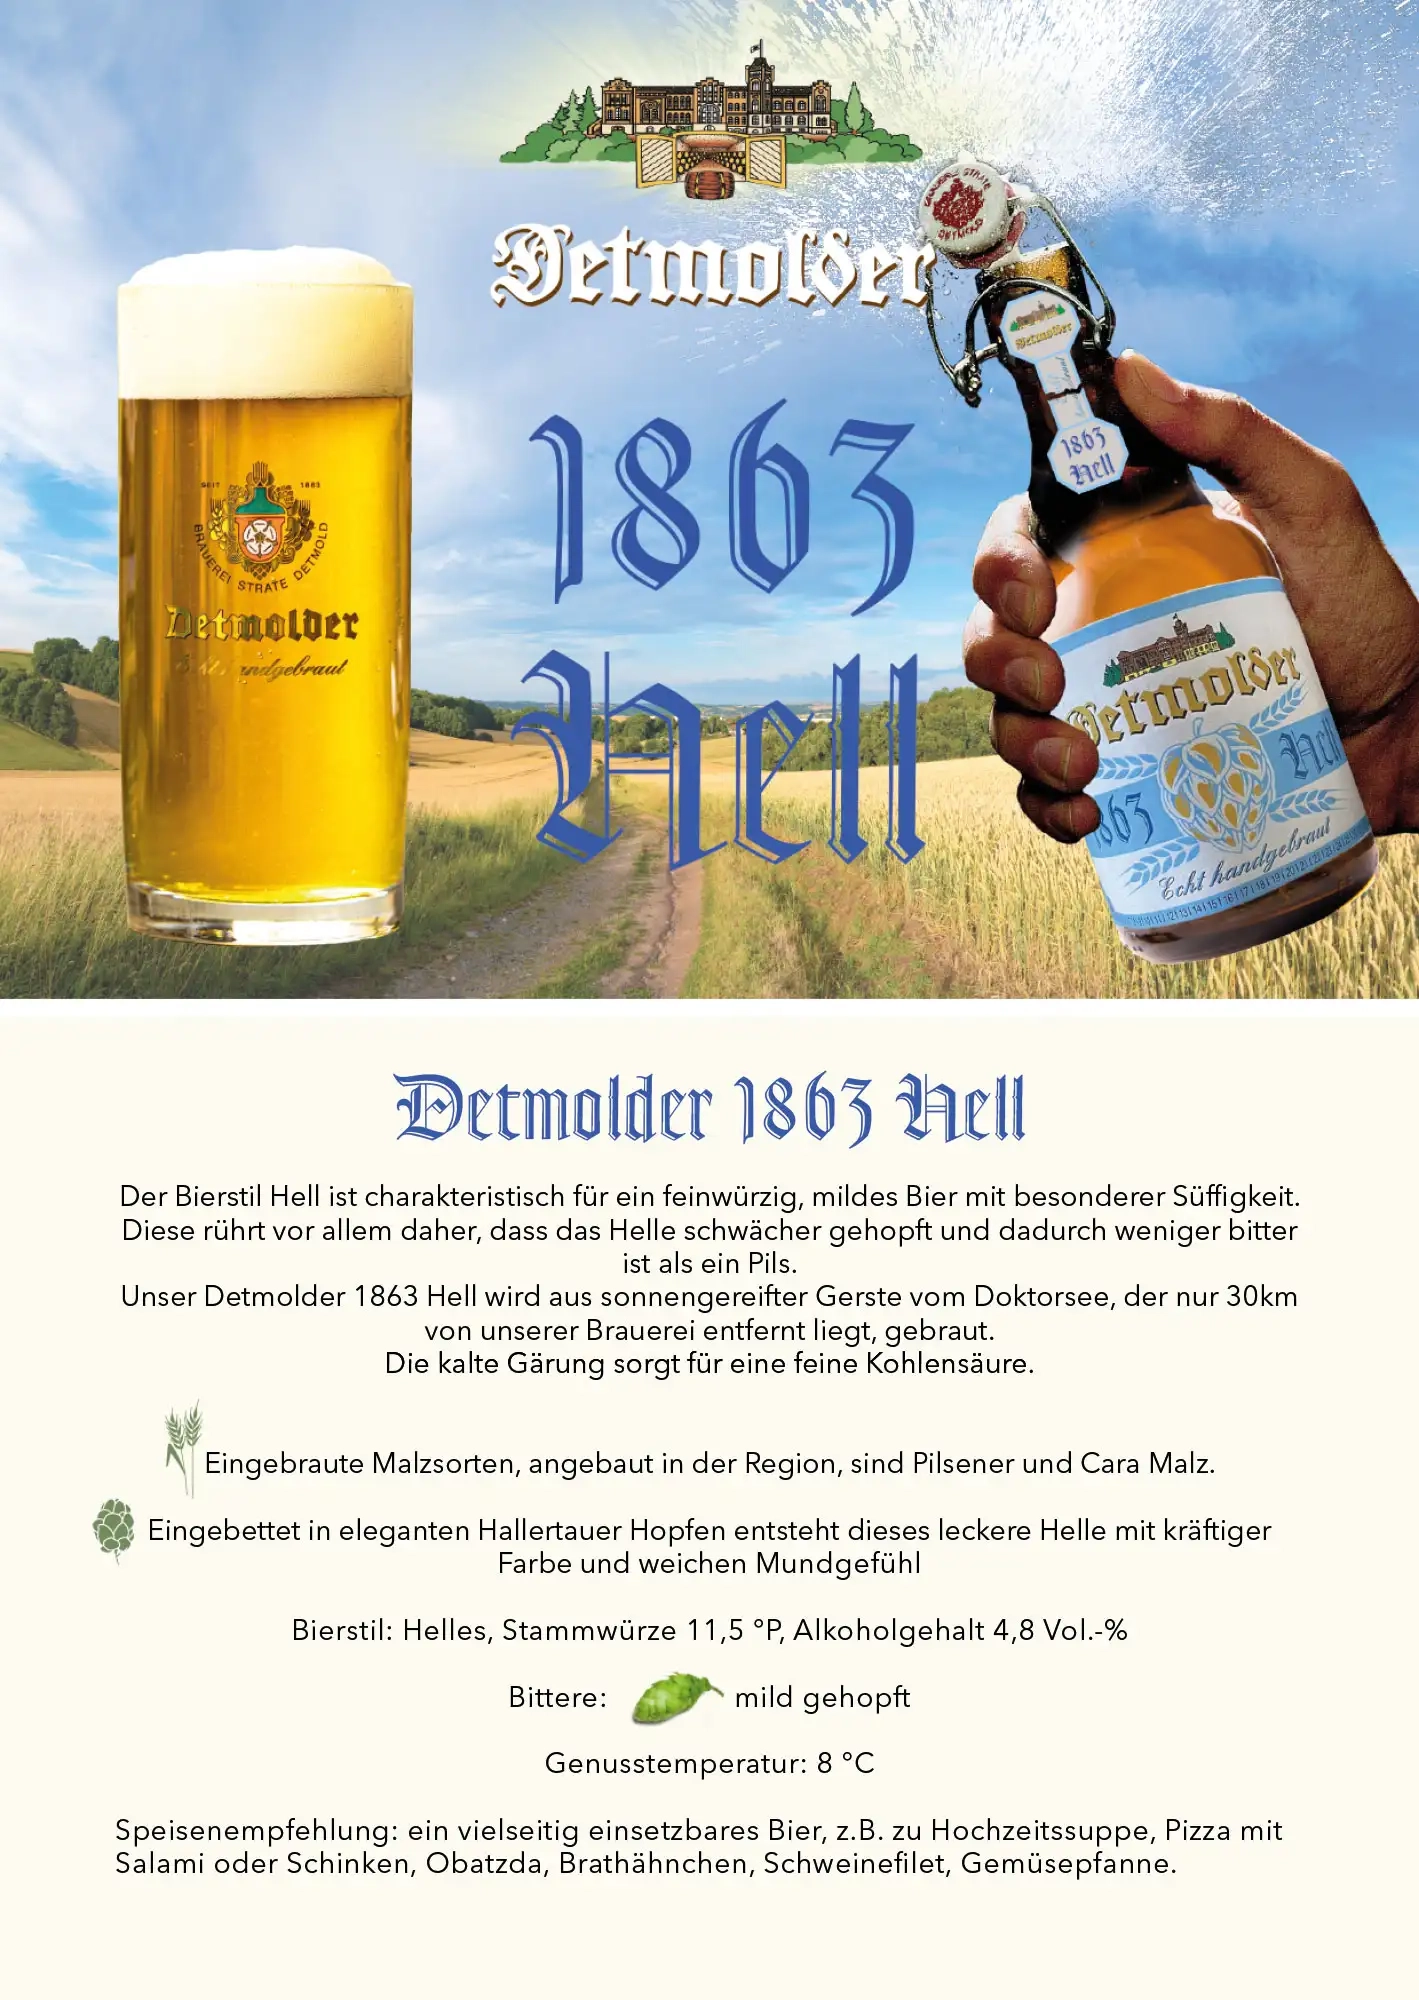 Detmolder
BRAUEREI STRATE
DETMOLD
Detmolder
1863
Hell
1863
Hell
SEIT 1863
BRAUEREI STRATE DETMOLD
Detmolder
Echt handgebraut
Detmolder
1863 Hell
Echt handgebraut
Detmolder 1863 Hell
Der Bierstil Hell ist charakteristisch für ein feinwürzig, mildes Bier mit besonderer Süffigkeit.
Diese rührt vor allem daher, dass das Helle schwächer gehopft und dadurch weniger bitter
ist als ein Pils.
Unser Detmolder 1863 Hell wird aus sonnengereifter Gerste vom Doktorsee, der nur 30km
von unserer Brauerei entfernt liegt, gebraut.
Die kalte Gärung sorgt für eine feine Kohlensäure.
Eingebraute Malzsorten, angebaut in der Region, sind Pilsener und Cara Malz.
Eingebettet in eleganten Hallertauer Hopfen entsteht dieses leckere Helle mit kräftiger
Farbe und weichen Mundgefühl
Bierstil: Helles, Stammwürze 11,5 °P, Alkoholgehalt 4,8 Vol.-%
Bittere: mild gehopft
Genusstemperatur: 8 °C
Speisenempfehlung: ein vielseitig einsetzbares Bier, z.B. zu Hochzeitssuppe, Pizza mit
Salami oder Schinken, Obatzda, Brathähnchen, Schweinefilet, Gemüsepfanne.